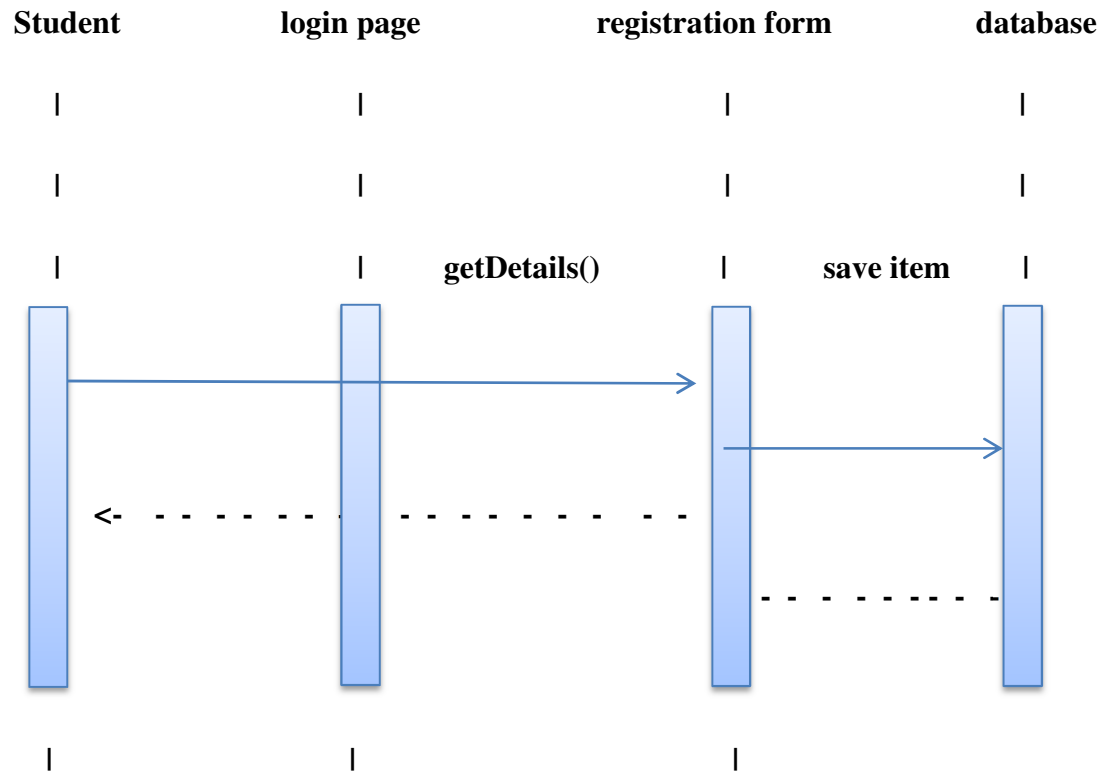 Student login page registration form database
getDetails() save item